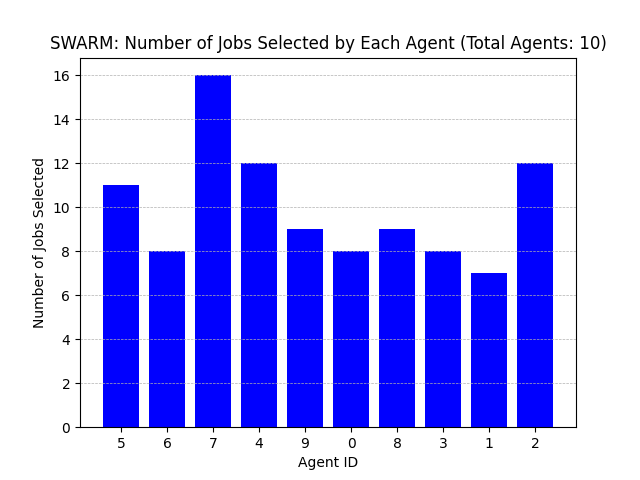 SWARM: Number of Jobs Selected by Each Agent (Total Agents: 10)
Number of Jobs Selected
16
14
12
10
8
6
4
2
0
5 6 7 4 9 0 8 3 1 2
Agent ID